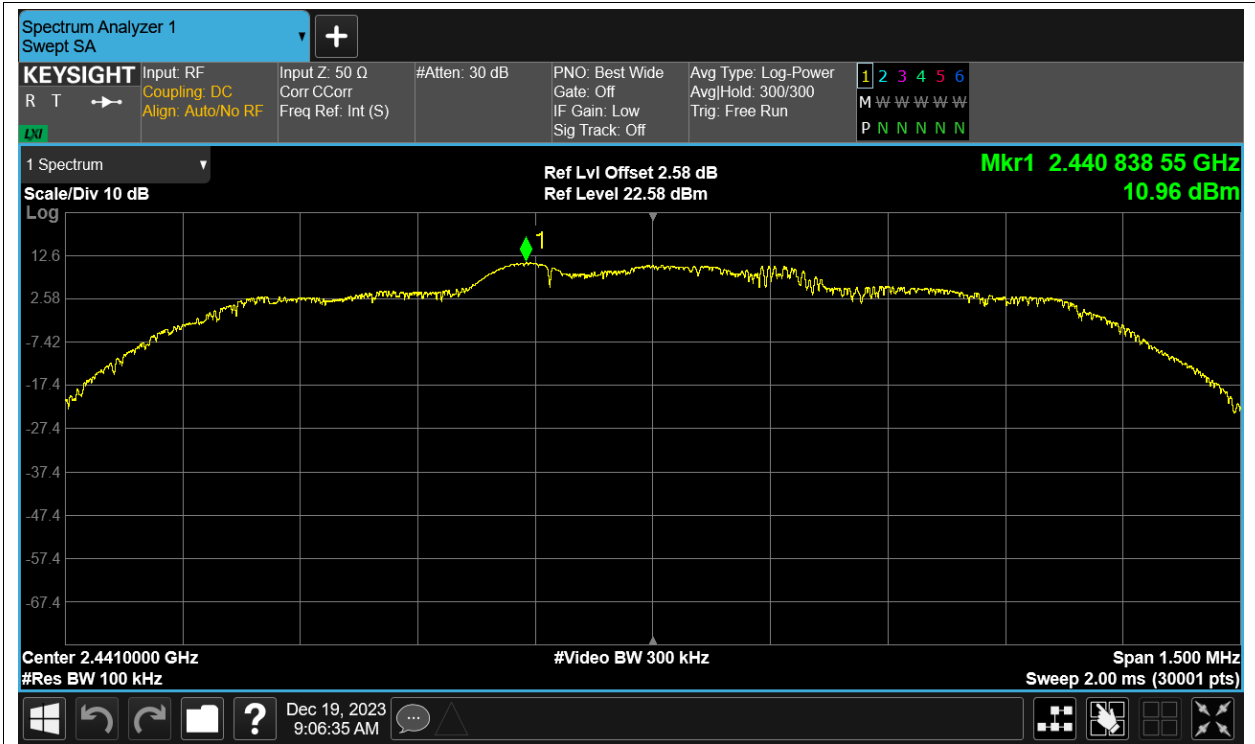 Spectrum Analyzer 1
Swept SA
KEYSIGHT
R T
LXI
Input: RF
Coupling: DC
Align: Auto/No RF
Input Z: 50 Ω
Corr CCorr
Freq Ref: Int (S)
#Atten: 30 dB
PNO: Best Wide
Gate: Off
IF Gain: Low
Sig Track: Off
Avg Type: Log-Power
Avg|Hold: 300/300
Trig: Free Run
1 2 3 4 5 6
M W W W W W
P N N N N N
1 Spectrum
Scale/Div 10 dB
Log
Ref Lvl Offset 2.58 dB
Ref Level 22.58 dBm
Mkr1 2.440 838 55 GHz
10.96 dBm
1
12.6
2.58
-7.42
-17.4
-27.4
-37.4
-47.4
-57.4
-67.4
Center 2.4410000 GHz
#Video BW 300 kHz
Span 1.500 MHz
#Res BW 100 kHz
Sweep 2.00 ms (30001 pts)
?
Dec 19, 2023
9:06:35 AM